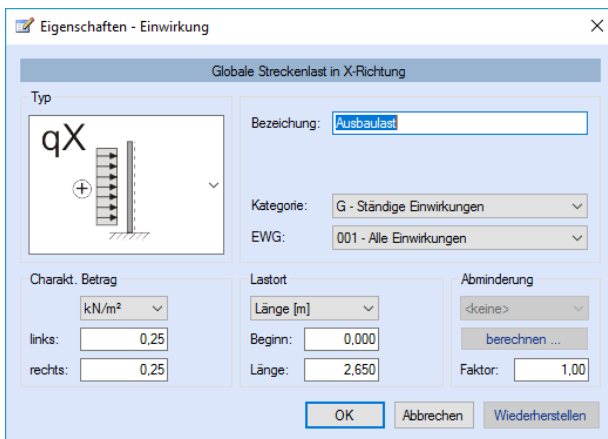 Eigenschaften - Einwirkung
Globale Streckenlast in X-Richtung
Typ
qX
Bezeichung: Ausbaulast
Kategorie: G - Ständige Einwirkungen
EWG: 001 - Alle Einwirkungen
Charakt. Betrag
kN/m²
links: 0,25
rechts: 0,25
Lastort
Länge [m]
Beginn: 0,000
Länge: 2,650
Abminderung
<keine>
berechnen ...
Faktor: 1,00
OK Abbrechen Wiederherstellen